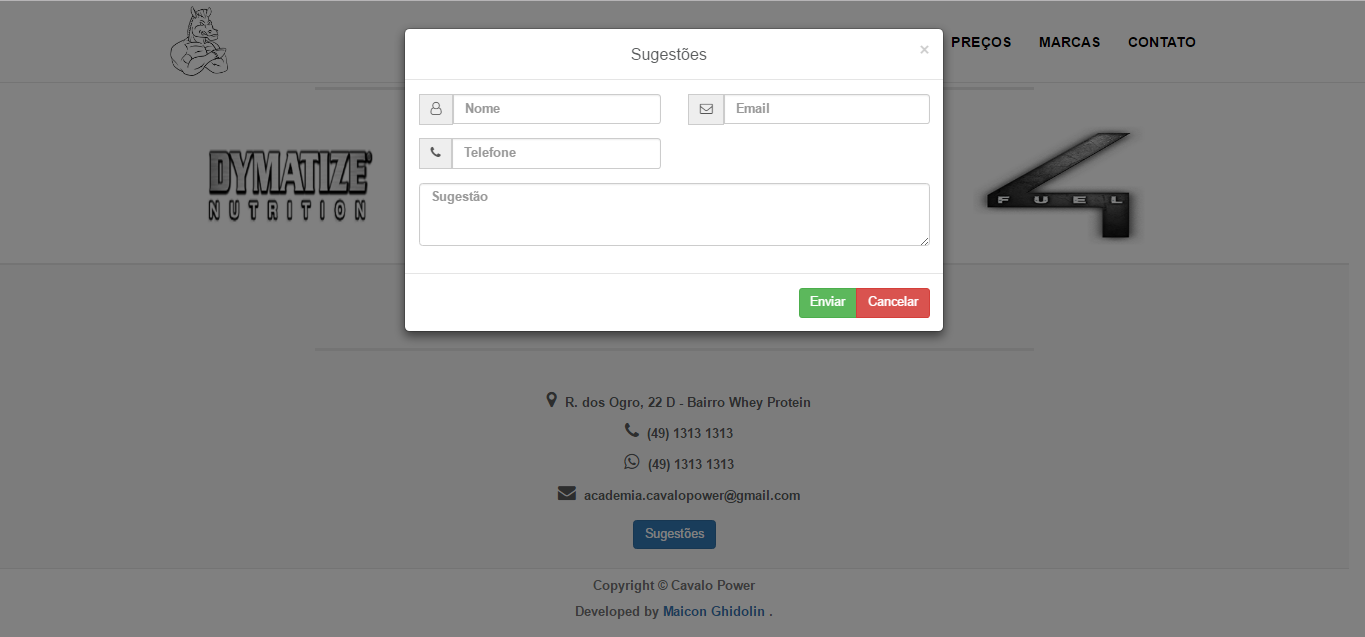 PREÇOS MARCAS CONTATO
Sugestões ×
Nome Email
Telefone
Sugestão
Enviar Cancelar
DYMATIZE®
NUTRITION
4
FUEL
R. dos Ogro, 22 D - Bairro Whey Protein
(49) 1313 1313
(49) 1313 1313
academia.cavalopower@gmail.com
Sugestões
Copyright © Cavalo Power
Developed by Maicon Ghidolin .